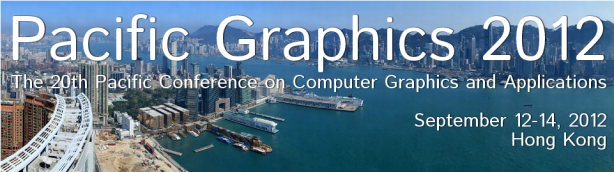 Pacific Graphics 2012
The 20th Pacific Conference on Computer Graphics and Applications
September 12-14, 2012
Hong Kong